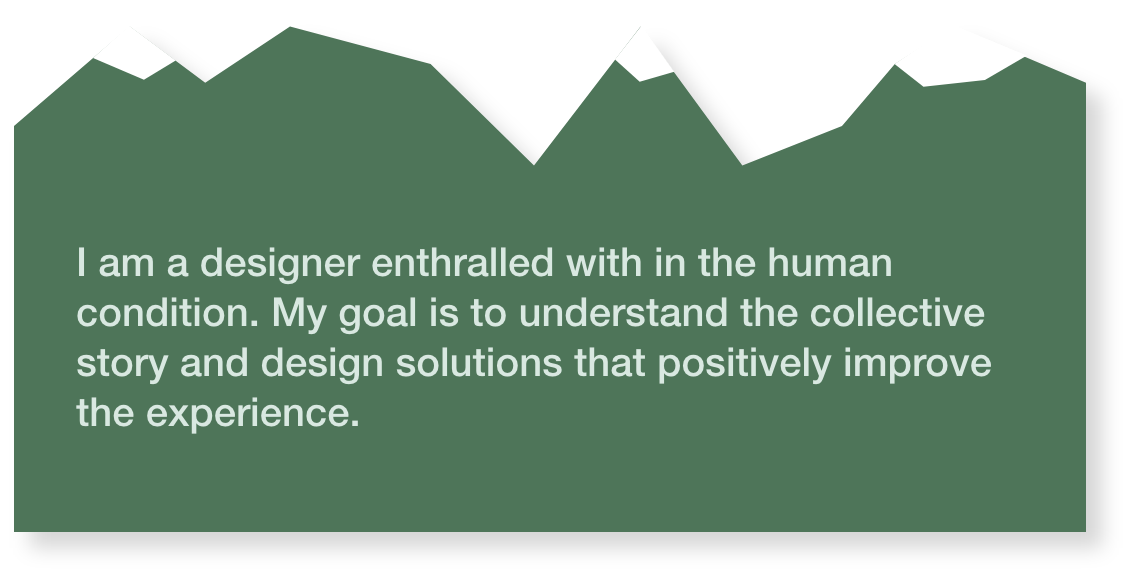 I am a designer enthralled with in the human
condition. My goal is to understand the collective
story and design solutions that positively improve
the experience.